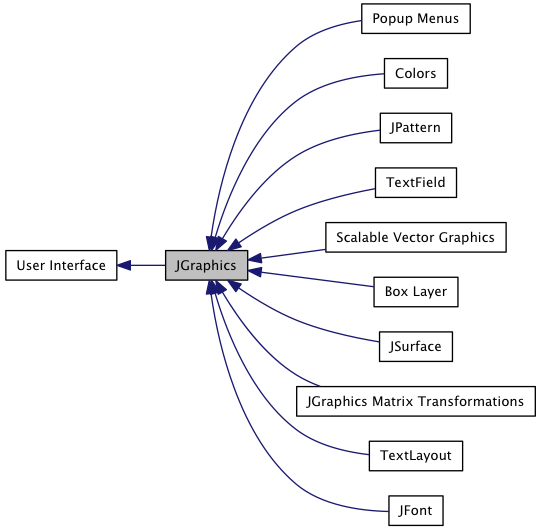 Popup Menus
Colors
JPattern
TextField
Scalable Vector Graphics
User Interface
JGraphics
Box Layer
JSurface
JGraphics Matrix Transformations
TextLayout
JFont